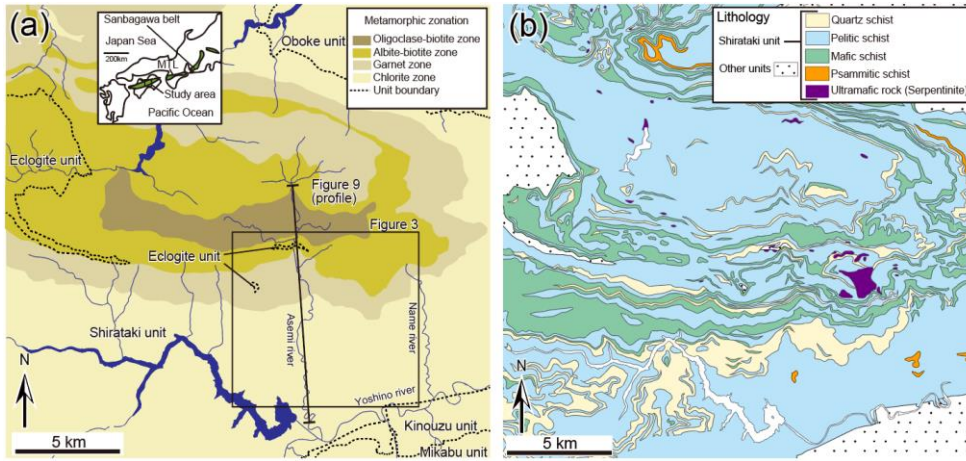 (a)
Sanbagawa belt
Japan Sea
200km
MTL
Study area
Pacific Ocean
Oboke unit
Metamorphic zonation
Oligoclase-biotite zone
Albite-biotite zone
Garnet zone
Chlorite zone
Unit boundary
Eclogite unit
Figure 9
(profile)
Figure 3
Eclogite unit
Shirataki unit
Asemi river
Name river
Yoshino river
Kinouzu unit
Mikabu unit
N
5 km
(b)
Lithology
Shirataki unit
Other units
Quartz schist
Pelitic schist
Mafic schist
Psammitic schist
Ultramafic rock (Serpentinite)
N
5 km